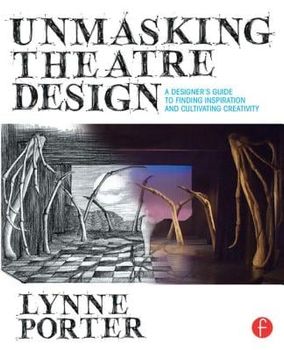 UNMASKING
THEATRE
DESIGN
A DESIGNER'S GUIDE
TO FINDING INSPIRATION
AND CULTIVATING CREATIVITY
LYNNE
PORTER
f